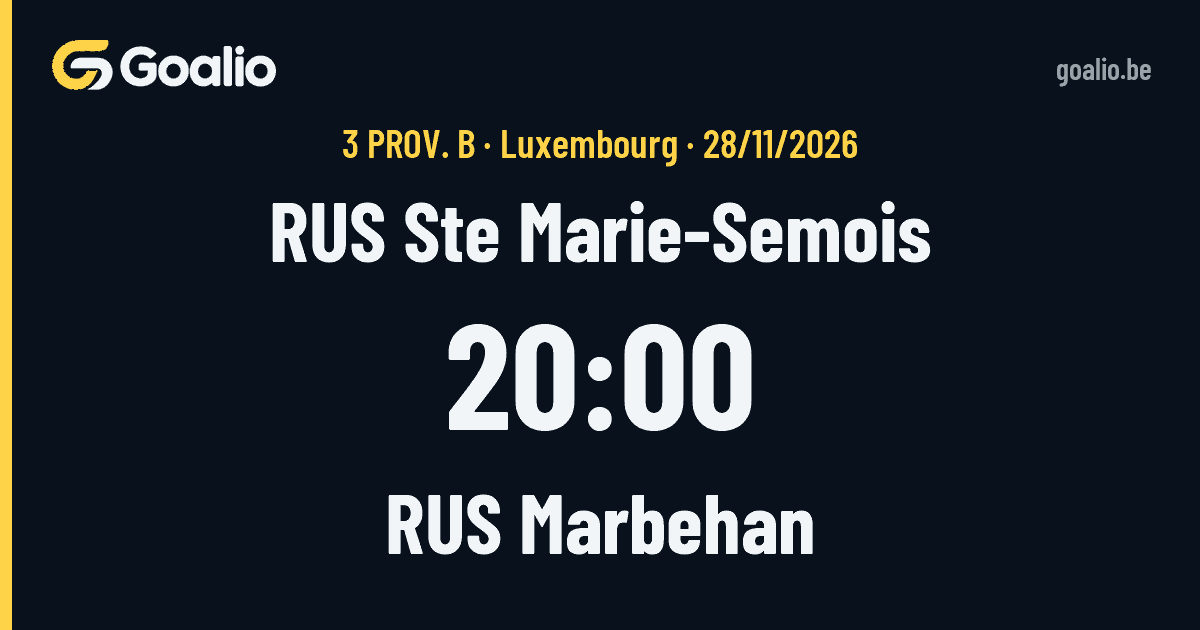 Goalio
goalio.be
3 PROV. B · Luxembourg · 28/11/2026
RUS Ste Marie-Semois
20:00
RUS Marbehan